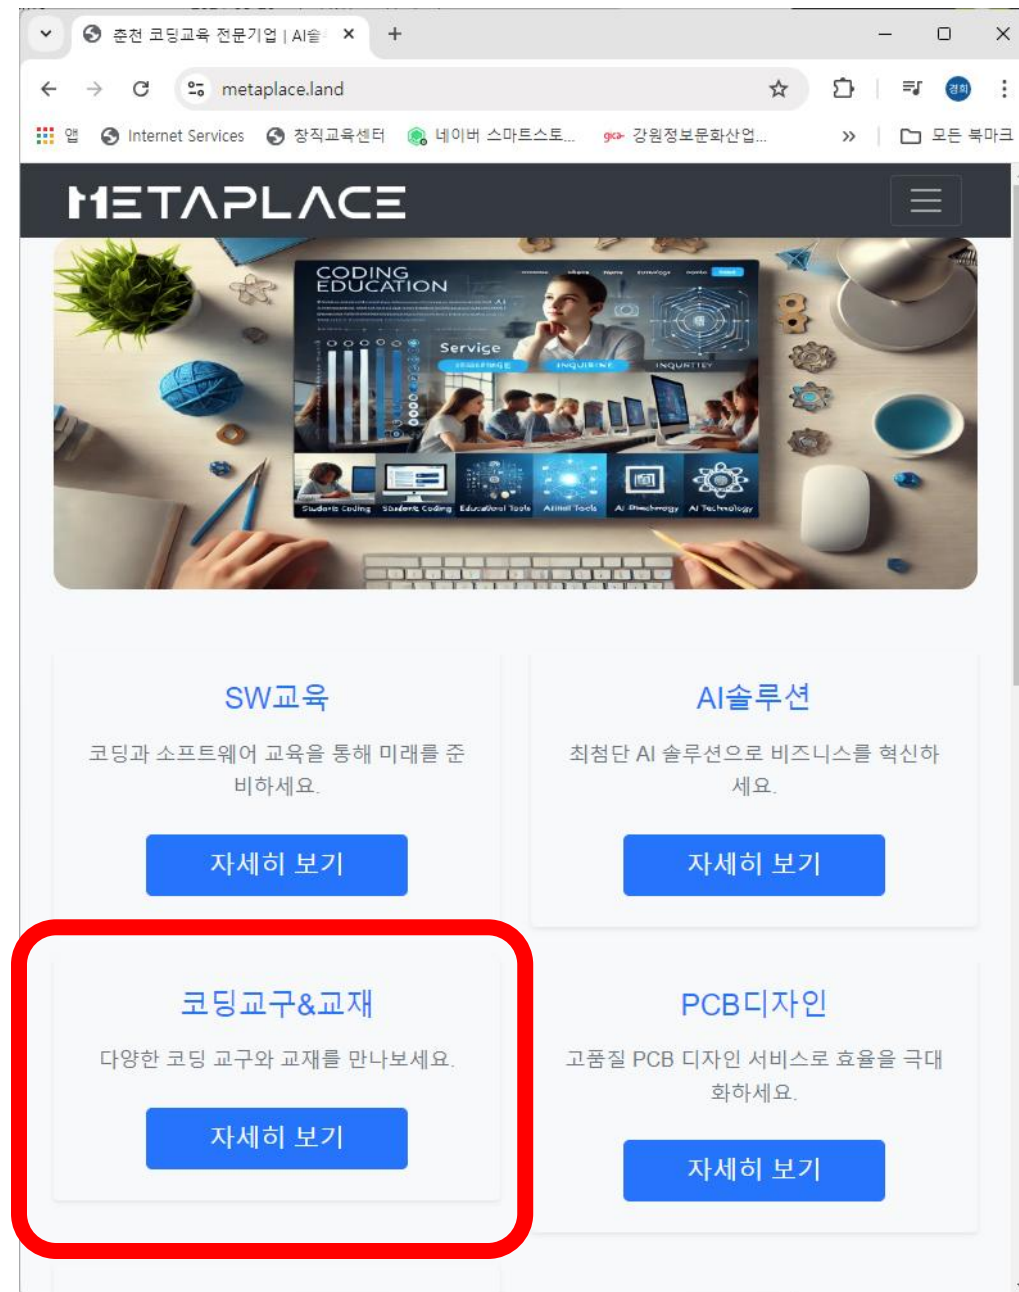 춘천 코딩교육 전문기업 | AI솔
metaplace.land
경희
앱
Internet Services
창직교육센터
네이버 스마트스토...
강원정보문화산업...
모든 북마크
METAPLACE
CODING
EDUCATION
Service
Educational Tools
AI Technology
SW교육
코딩과 소프트웨어 교육을 통해 미래를 준
비하세요.
자세히 보기
AI솔루션
최첨단 AI 솔루션으로 비즈니스를 혁신하
세요.
자세히 보기
코딩교구&교재
다양한 코딩 교구와 교재를 만나보세요.
자세히 보기
PCB디자인
고품질 PCB 디자인 서비스로 효율을 극대
화하세요.
자세히 보기